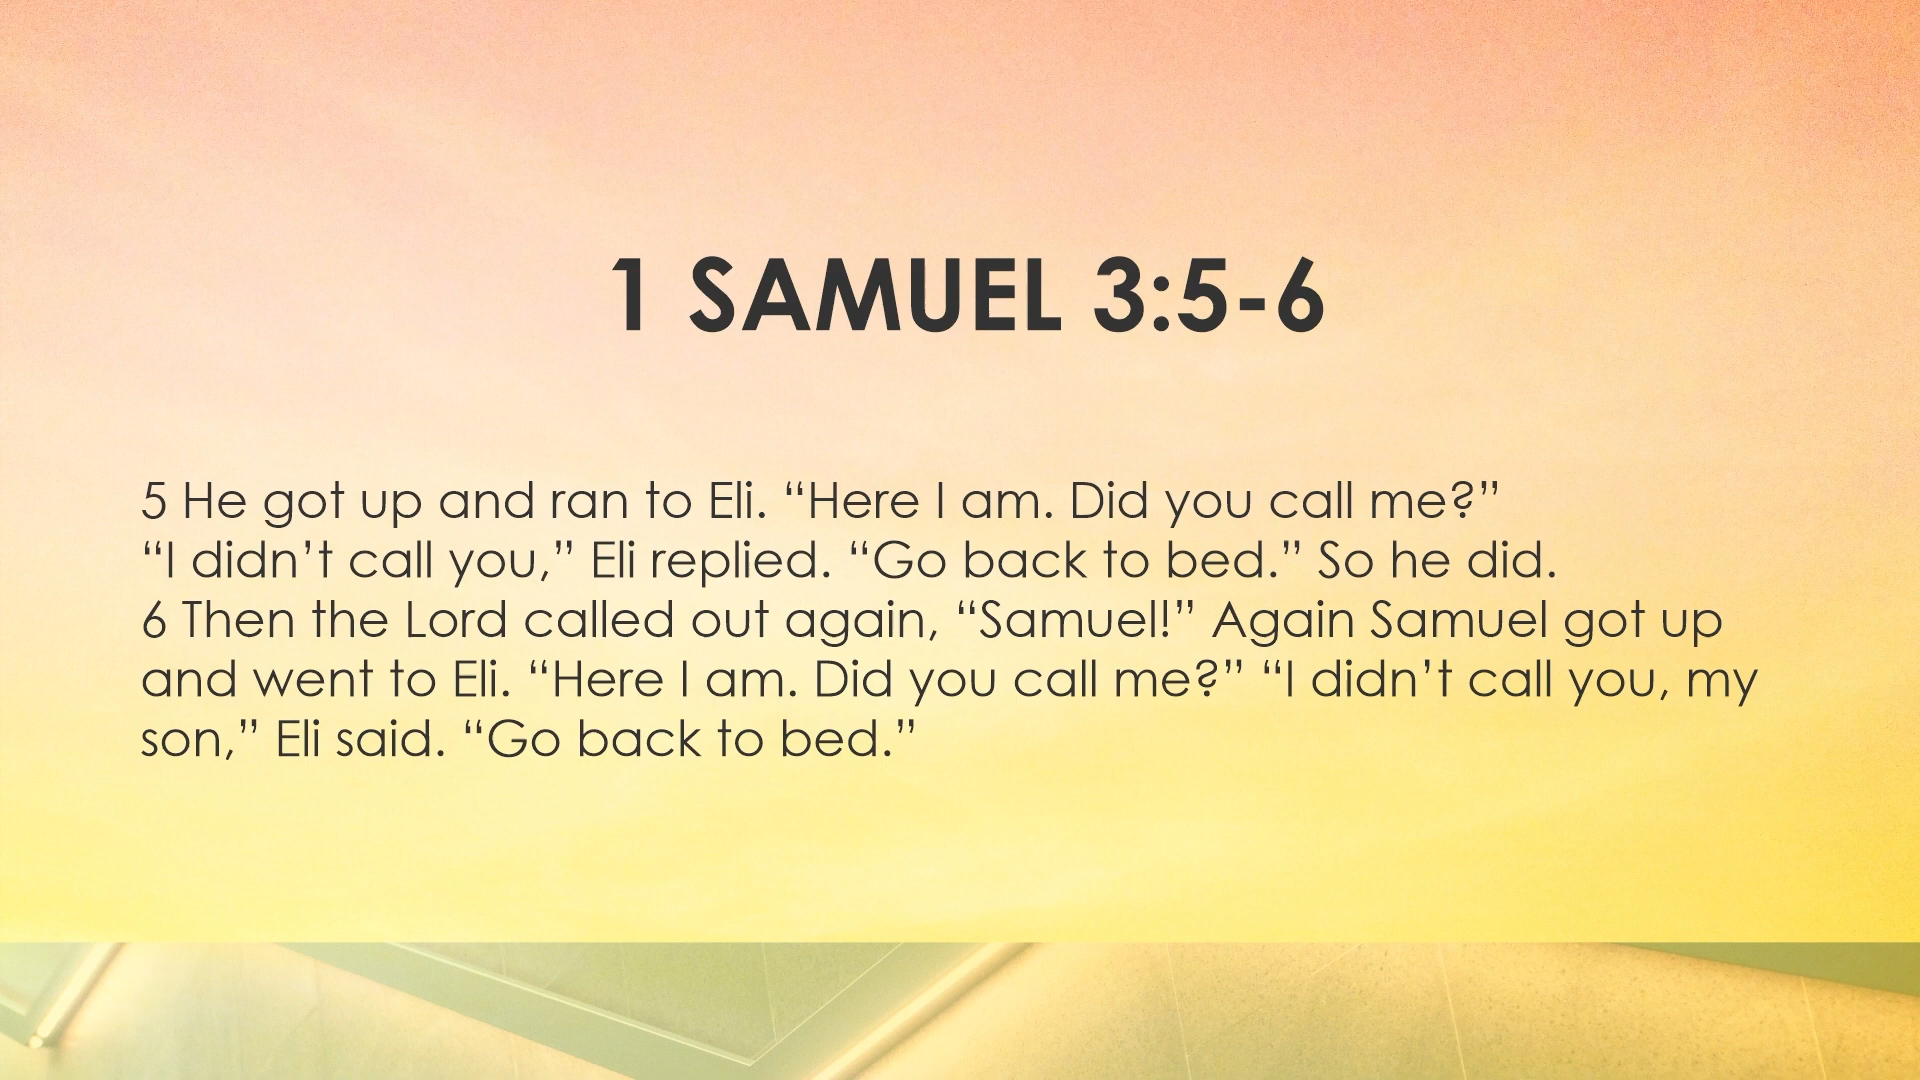 1 SAMUEL 3:5-6
5 He got up and ran to Eli. “Here I am. Did you call me?”
“I didn’t call you,” Eli replied. “Go back to bed.” So he did.
6 Then the Lord called out again, “Samuel!” Again Samuel got up
and went to Eli. “Here I am. Did you call me?” “I didn’t call you, my
son,” Eli said. “Go back to bed.”